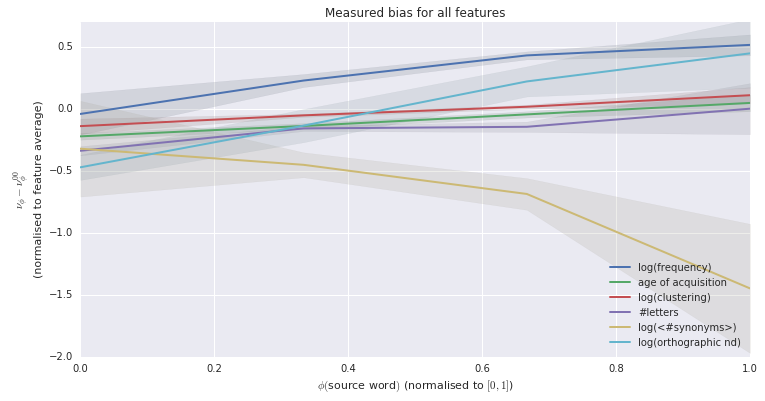 Measured bias for all features
0.5
0.0
−0.5
−1.0
−1.5
−2.0
ν_ϕ − ν_ϕ^00
(normalised to feature average)
log(frequency)
age of acquisition
log(clustering)
#letters
log(<#synonyms>)
log(orthographic nd)
0.0 0.2 0.4 0.6 0.8 1.0
ϕ(source word) (normalised to [0, 1])